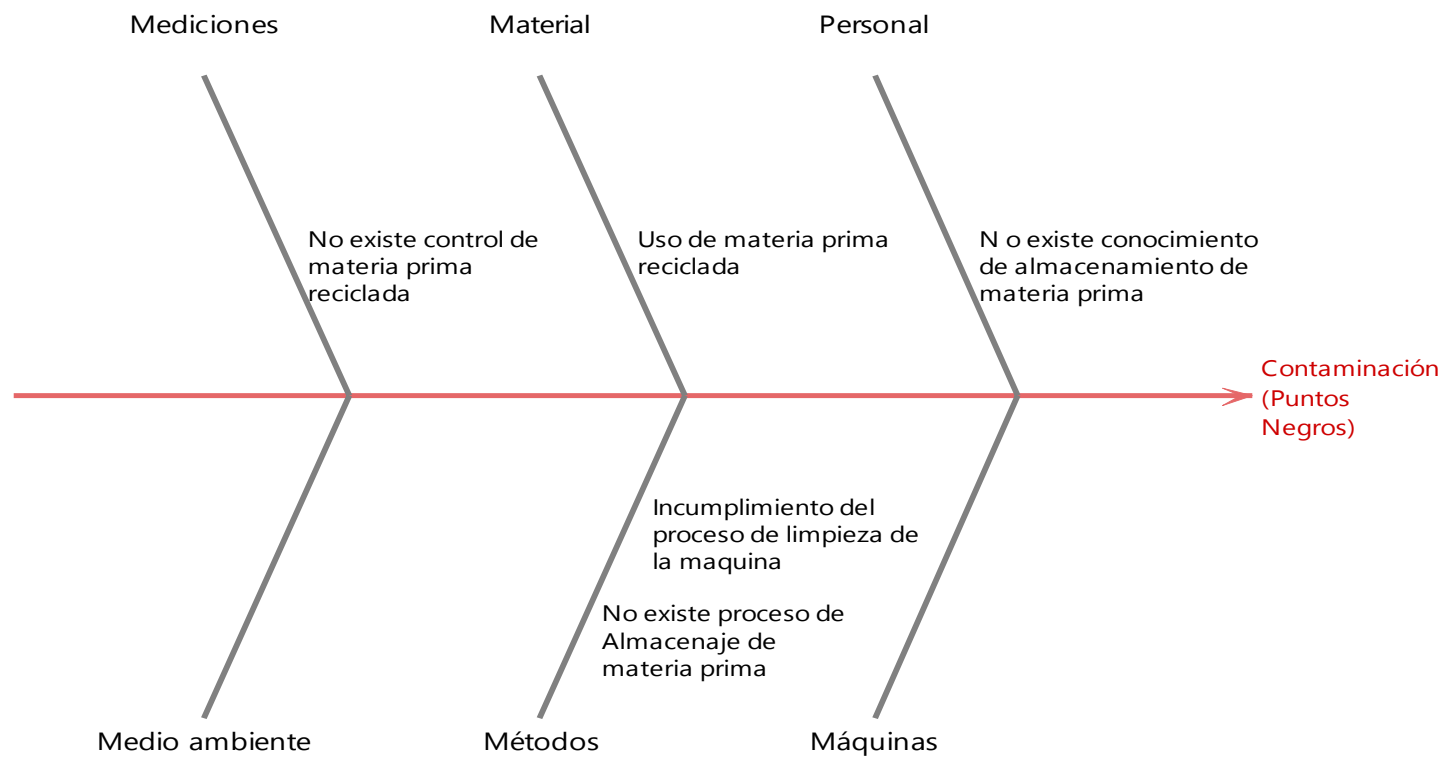 Mediciones
Material
Personal
No existe control de
materia prima
reciclada
Uso de materia prima
reciclada
N o existe conocimiento
de almacenamiento de
materia prima
Contaminación
(Puntos
Negros)
Incumplimiento del
proceso de limpieza de
la maquina
No existe proceso de
Almacenaje de
materia prima
Medio ambiente
Métodos
Máquinas